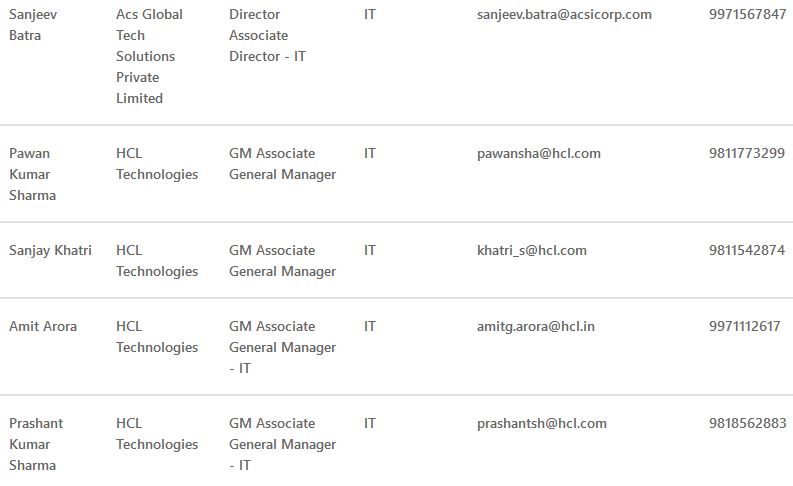 Sanjeev Acs Global Director IT sanjeev.batra@acsicorp.com 9971567847
Batra Tech Associate
Solutions Director - IT
Private
Limited
Pawan HCL GM Associate IT pawansha@hcl.com 9811773299
Kumar Technologies General Manager
Sharma
Sanjay Khatri HCL GM Associate IT khatri_s@hcl.com 9811542874
Technologies General Manager
Amit Arora HCL GM Associate IT amitg.arora@hcl.in 9971112617
Technologies General Manager
- IT
Prashant HCL GM Associate IT prashantsh@hcl.com 9818562883
Kumar Technologies General Manager
Sharma - IT